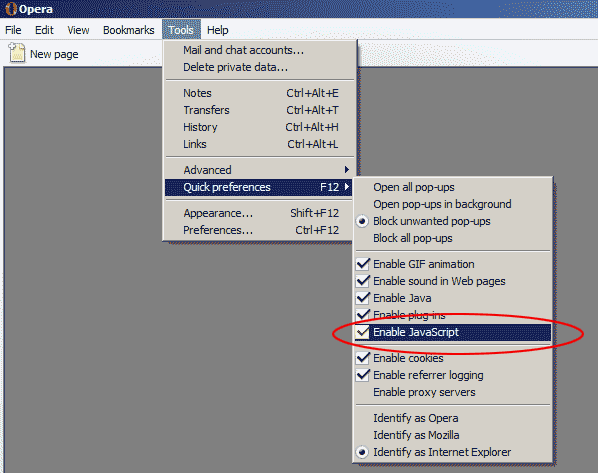 Opera
File Edit View Bookmarks Tools Help
New page
Mail and chat accounts...
Delete private data...
Notes Ctrl+Alt+E
Transfers Ctrl+Alt+T
History Ctrl+Alt+H
Links Ctrl+Alt+L
Advanced
Quick preferences F12
Appearance... Shift+F12
Preferences... Ctrl+F12
Open all pop-ups
Open pop-ups in background
Block unwanted pop-ups
Block all pop-ups
Enable GIF animation
Enable sound in Web pages
Enable Java
Enable plug-ins
Enable JavaScript
Enable cookies
Enable referrer logging
Enable proxy servers
Identify as Opera
Identify as Mozilla
Identify as Internet Explorer